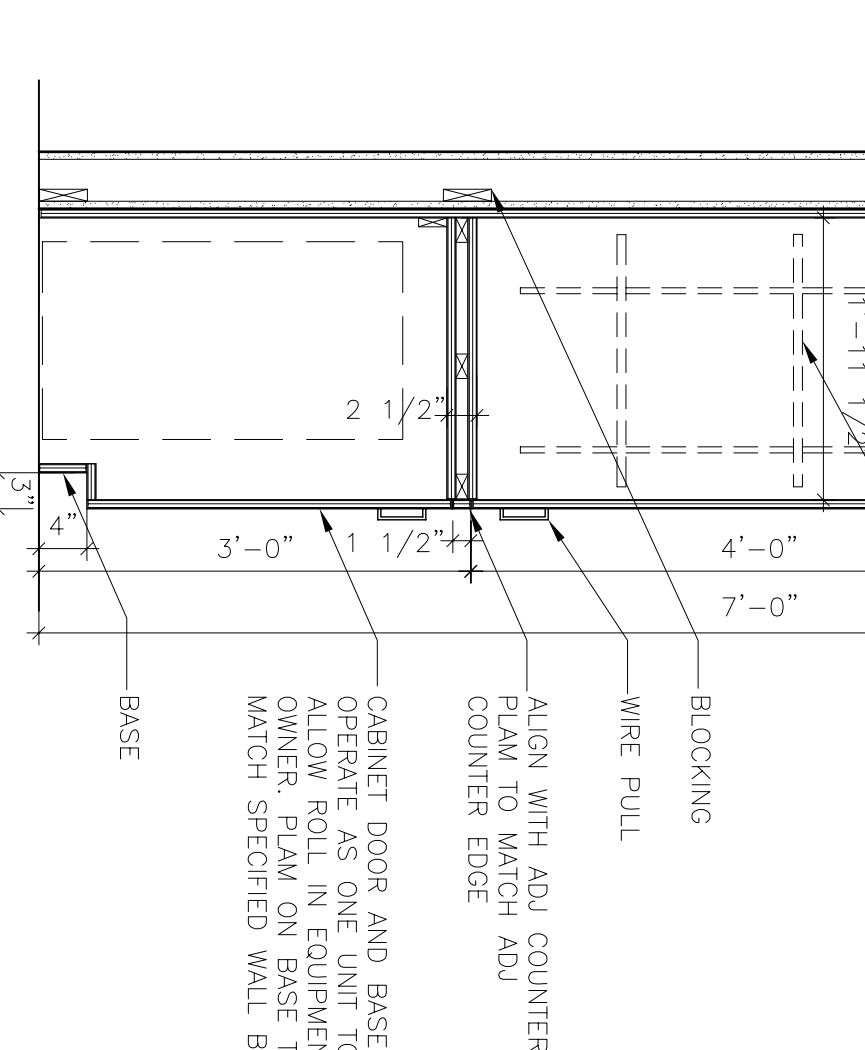 BLOCKING
WIRE PULL
ALIGN WITH ADJ COUNTER
PLAM TO MATCH ADJ
COUNTER EDGE
CABINET DOOR AND BASE
OPERATE AS ONE UNIT TO
ALLOW ROLL IN
OWNER. PLAM ON BASE
MATCH SPECIFIED WALL
BASE
2 1/2"
1 1/2"
3"
4"
3'-0"
4'-0"
7'-0"